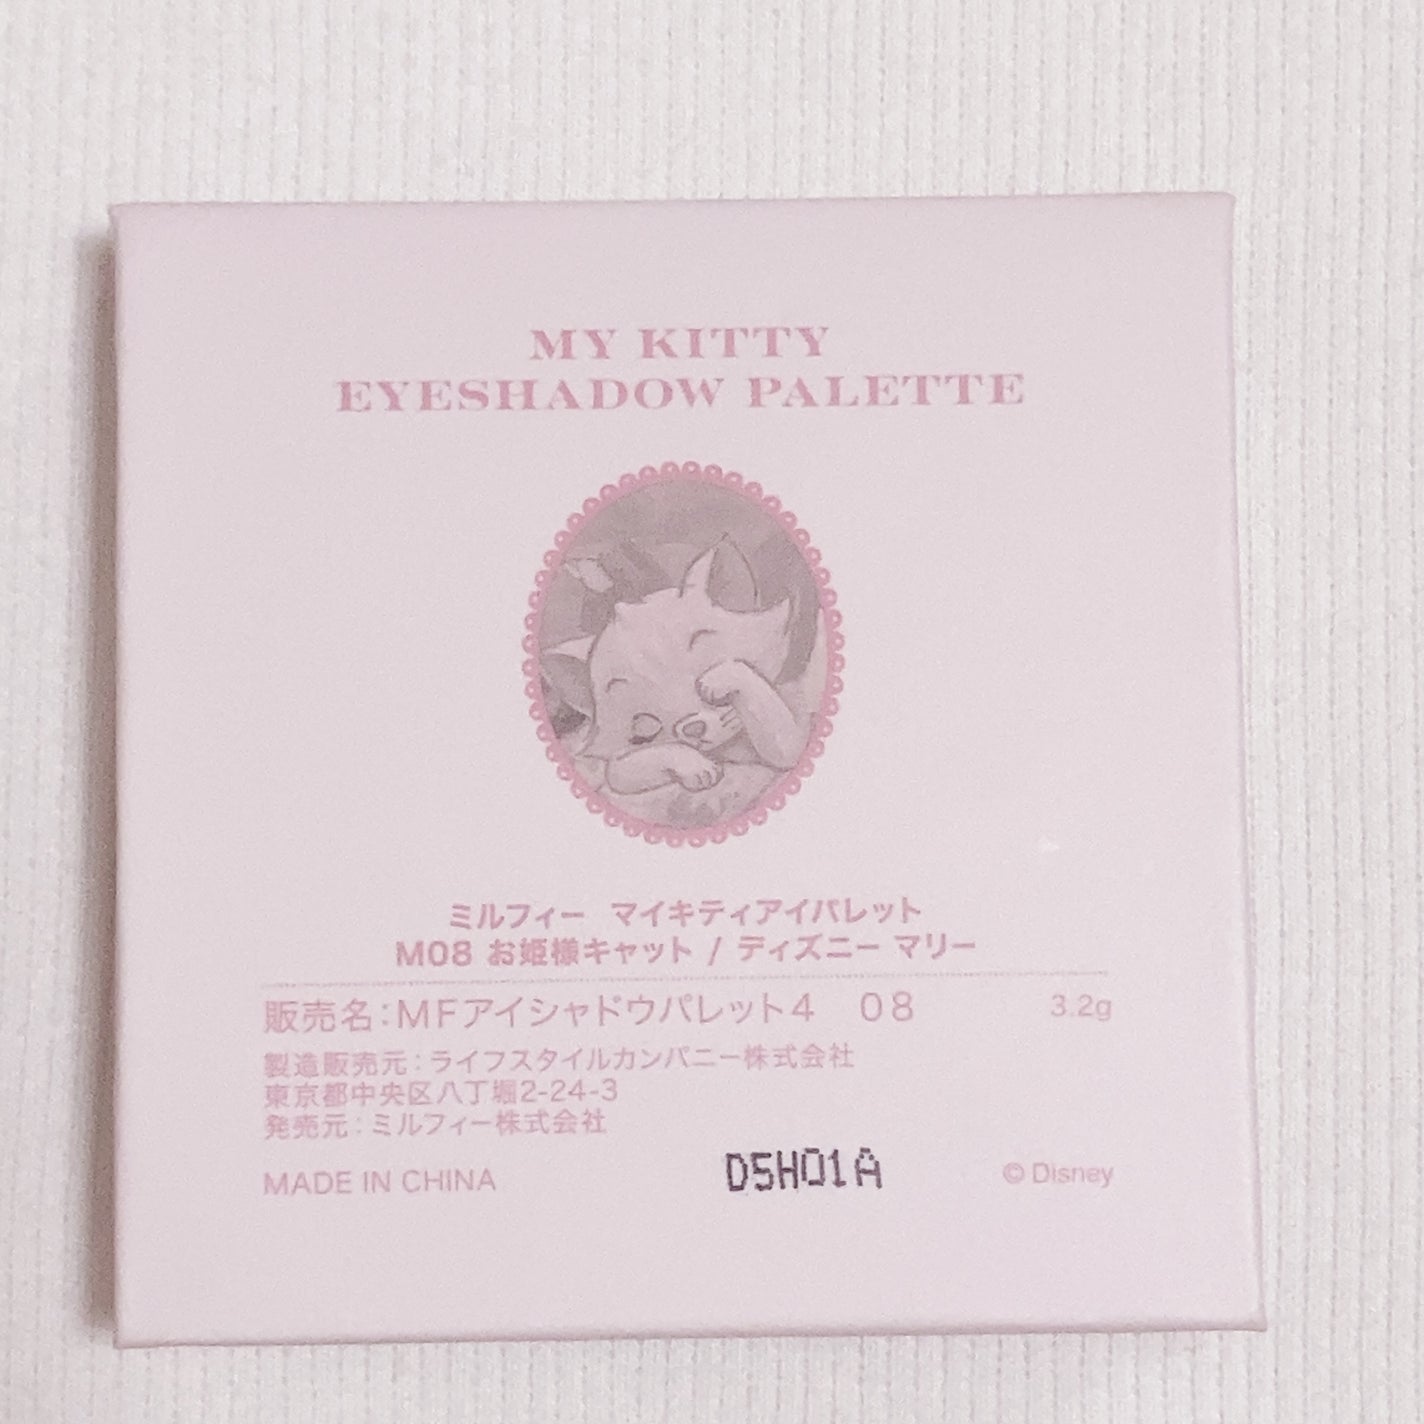 MY KITTY
EYESHADOW PALETTE
ミルフィー マイキティアイパレット
M08 お姫様キャット / ディズニー マリー
販売名:MFアイシャドウパレット4 08 3.2g
製造販売元:ライフスタイルカンパニー株式会社
東京都中央区八丁堀2-24-3
発売元:ミルフィー株式会社
MADE IN CHINA D5H01A © Disney